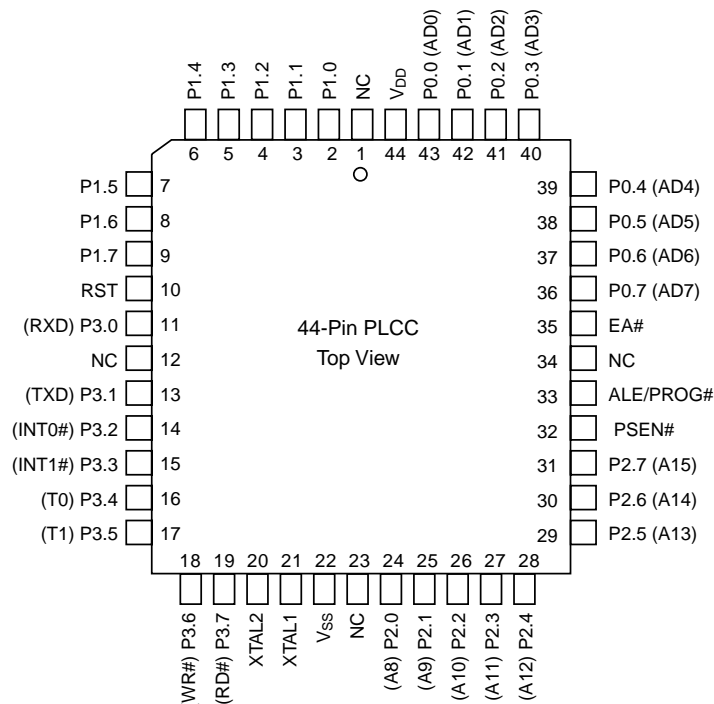 P1.4
P1.3
P1.2
P1.1
P1.0
NC
VDD
P0.0 (AD0)
P0.1 (AD1)
P0.2 (AD2)
P0.3 (AD3)
6
5
4
3
2
1
44
43
42
41
40
P1.5
7
P1.6
8
P1.7
9
RST
10
(RXD) P3.0
11
NC
12
(TXD) P3.1
13
(INT0#) P3.2
14
(INT1#) P3.3
15
(T0) P3.4
16
(T1) P3.5
17
44-Pin PLCC
Top View
39
P0.4 (AD4)
38
P0.5 (AD5)
37
P0.6 (AD6)
36
P0.7 (AD7)
35
EA#
34
NC
33
ALE/PROG#
32
PSEN#
31
P2.7 (A15)
30
P2.6 (A14)
29
P2.5 (A13)
18
19
20
21
22
23
24
25
26
27
28
WR#) P3.6
(RD#) P3.7
XTAL2
XTAL1
VSS
NC
(A8) P2.0
(A9) P2.1
(A10) P2.2
(A11) P2.3
(A12) P2.4